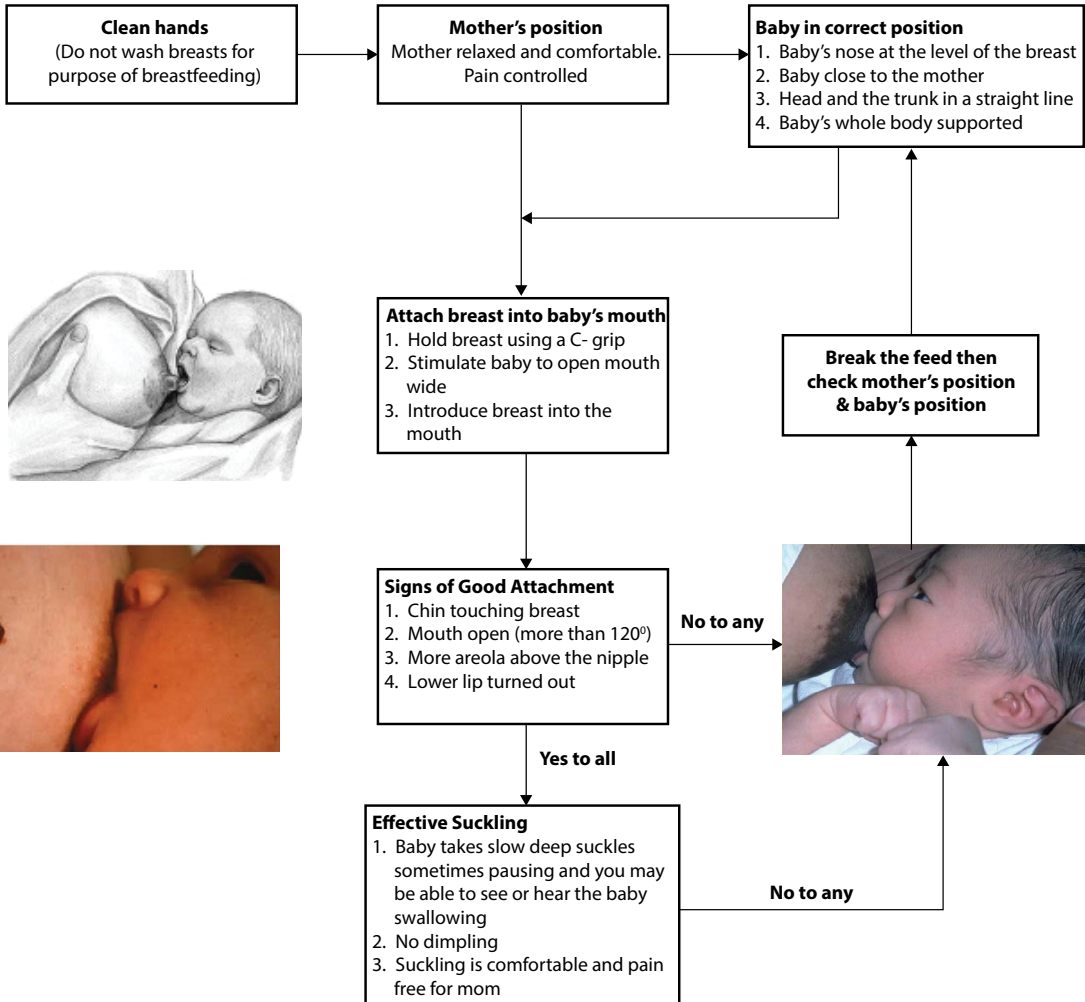 Clean hands
(Do not wash breasts for
purpose of breastfeeding)
Mother’s position
Mother relaxed and comfortable.
Pain controlled
Baby in correct position
1. Baby’s nose at the level of the breast
2. Baby close to the mother
3. Head and the trunk in a straight line
4. Baby’s whole body supported
Attach breast into baby’s mouth
1. Hold breast using a C- grip
2. Stimulate baby to open mouth
wide
3. Introduce breast into the
mouth
Break the feed then
check mother’s position
& baby’s position
Signs of Good Attachment
1. Chin touching breast
2. Mouth open (more than 120⁰)
3. More areola above the nipple
4. Lower lip turned out
No to any
Yes to all
Effective Suckling
1. Baby takes slow deep suckles
sometimes pausing and you may
be able to see or hear the baby
swallowing
2. No dimpling
3. Suckling is comfortable and pain
free for mom
No to any